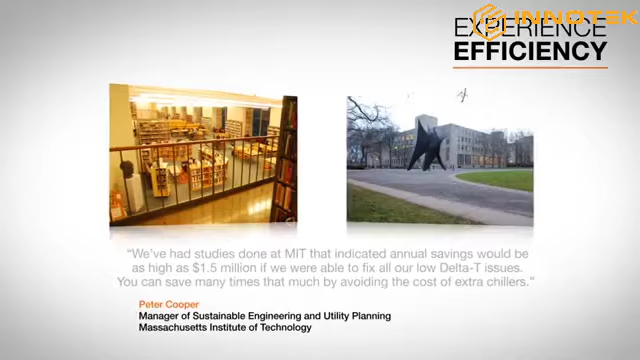 INNOTEK
EXPERIENCE
EFFICIENCY
“We’ve had studies done at MIT that indicated annual savings would be
as high as $1.5 million if we were able to fix all our low Delta-T issues.
You can save many times that much by avoiding the cost of extra chillers.”
Peter Cooper
Manager of Sustainable Engineering and Utility Planning
Massachusetts Institute of Technology